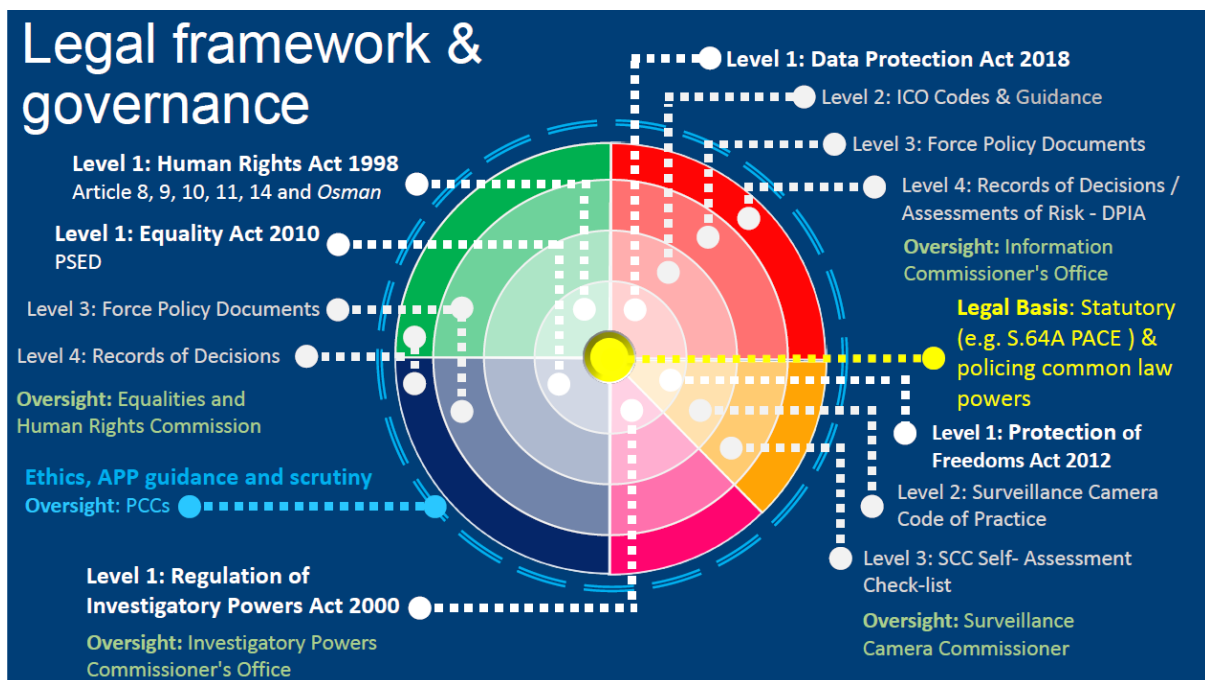 Legal framework &
governance
Level 1: Human Rights Act 1998
Article 8, 9, 10, 11, 14 and Osman
Level 1: Equality Act 2010
PSED
Level 3: Force Policy Documents
Level 4: Records of Decisions
Oversight: Equalities and
Human Rights Commission
Ethics, APP guidance and scrutiny
Oversight: PCCs
Level 1: Regulation of
Investigatory Powers Act 2000
Oversight: Investigatory Powers
Commissioner's Office
Level 1: Data Protection Act 2018
Level 2: ICO Codes & Guidance
Level 3: Force Policy Documents
Level 4: Records of Decisions /
Assessments of Risk - DPIA
Oversight: Information
Commissioner's Office
Legal Basis: Statutory
(e.g. S.64A PACE ) &
policing common law
powers
Level 1: Protection of
Freedoms Act 2012
Level 2: Surveillance Camera
Code of Practice
Level 3: SCC Self- Assessment
Check-list
Oversight: Surveillance
Camera Commissioner